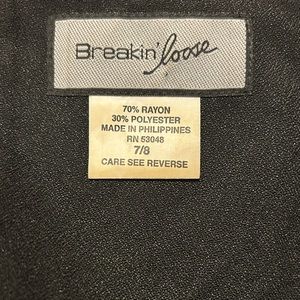 Breakin' loose
70% RAYON
30% POLYESTER
MADE IN PHILIPPINES
RN 53048
7/8
CARE SEE REVERSE